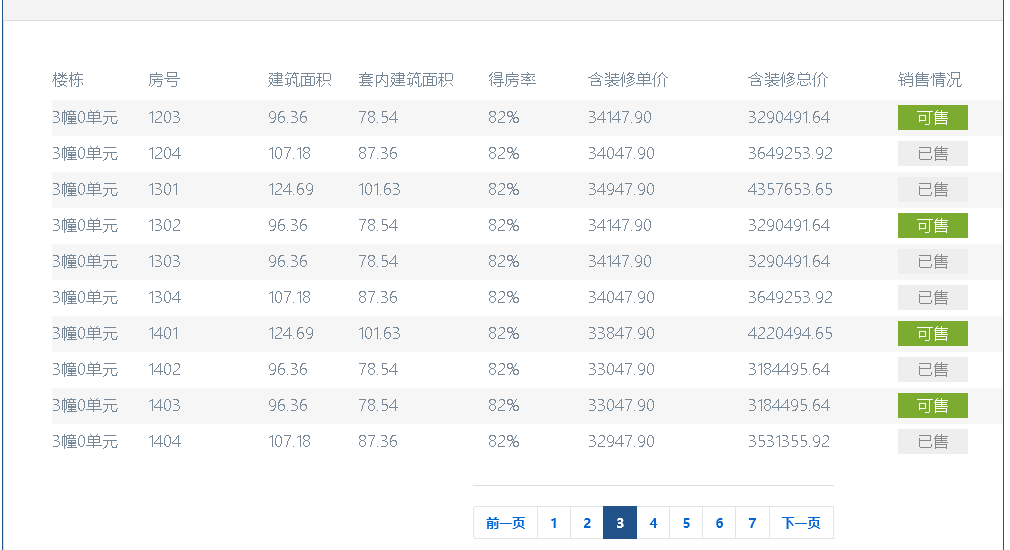 楼栋 房号 建筑面积 套内建筑面积 得房率 含装修单价 含装修总价 销售情况
3幢0单元 1203 96.36 78.54 82% 34147.90 3290491.64 可售
3幢0单元 1204 107.18 87.36 82% 34047.90 3649253.92 已售
3幢0单元 1301 124.69 101.63 82% 34947.90 4357653.65 已售
3幢0单元 1302 96.36 78.54 82% 34147.90 3290491.64 可售
3幢0单元 1303 96.36 78.54 82% 34147.90 3290491.64 已售
3幢0单元 1304 107.18 87.36 82% 34047.90 3649253.92 已售
3幢0单元 1401 124.69 101.63 82% 33847.90 4220494.65 可售
3幢0单元 1402 96.36 78.54 82% 33047.90 3184495.64 已售
3幢0单元 1403 96.36 78.54 82% 33047.90 3184495.64 可售
3幢0单元 1404 107.18 87.36 82% 32947.90 3531355.92 已售
前一页 1 2 3 4 5 6 7 下一页